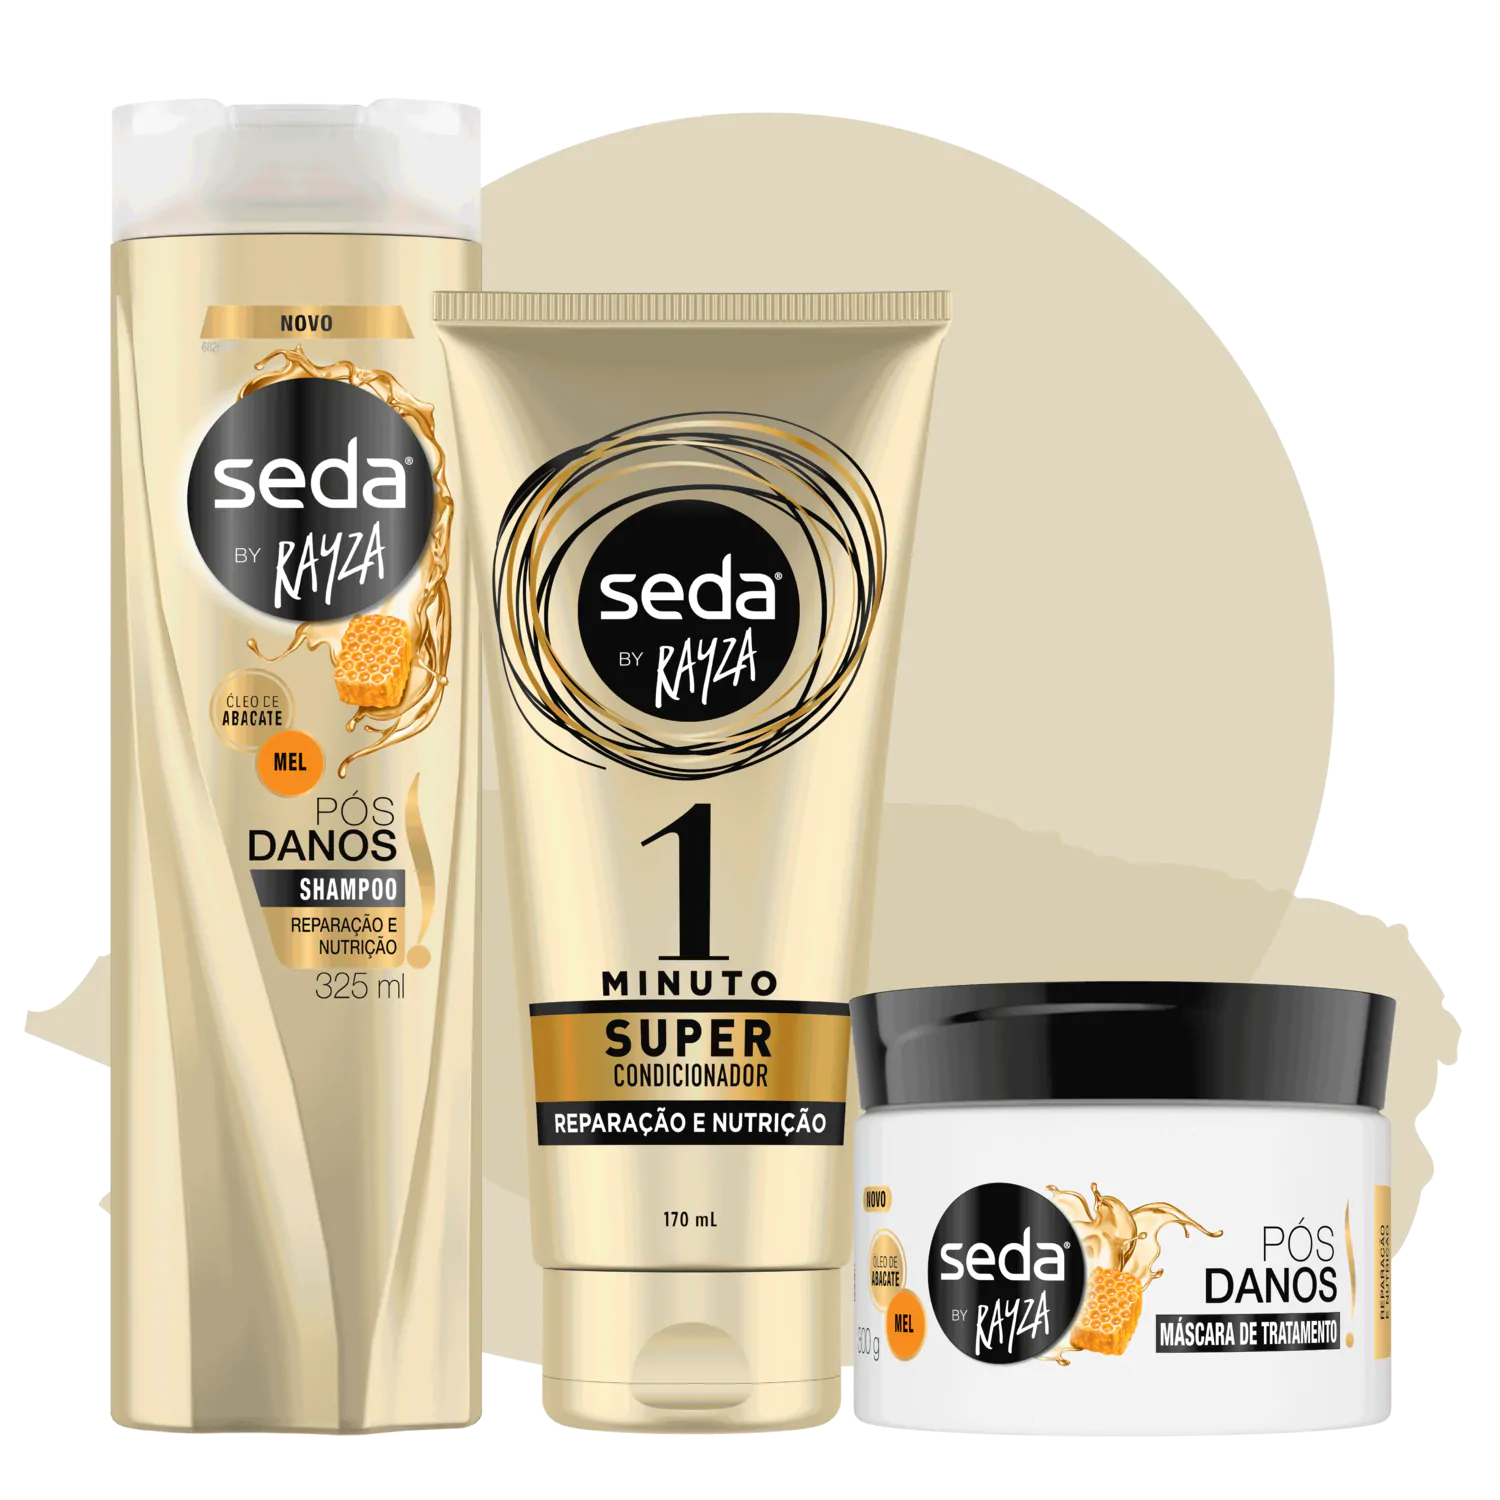 NOVO
seda®
BY RAYZA
ÓLEO DE
ABACATE
MEL
PÓS
DANOS
SHAMPOO
REPARAÇÃO E
NUTRIÇÃO
325 ml
seda®
BY RAYZA
1
MINUTO
SUPER
CONDICIONADOR
REPARAÇÃO E NUTRIÇÃO
170 mL
NOVO
ÓLEO DE
ABACATE
MEL
300 g
seda®
BY RAYZA
PÓS
DANOS
MÁSCARA DE TRATAMENTO
REPARAÇÃO
E NUTRIÇÃO